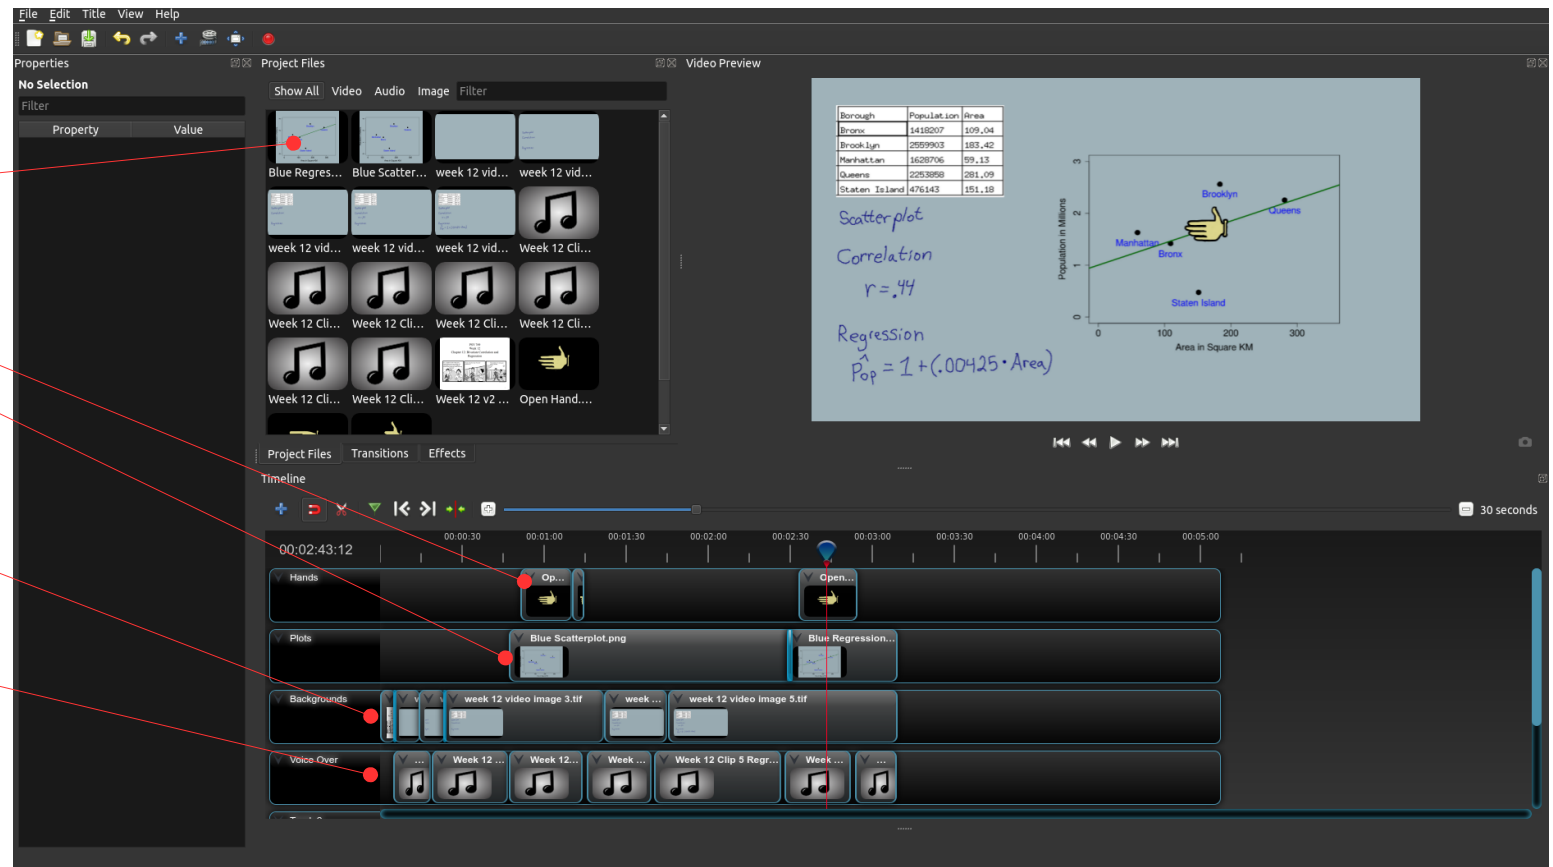 File Edit Title View Help
Properties
No Selection
Filter
Property Value
Project Files
Show All Video Audio Image Filter
Blue Regres... Blue Scatter... week 12 vid... week 12 vid...
week 12 vid... week 12 vid... week 12 vid... Week 12 Cli...
Week 12 Cli... Week 12 Cli... Week 12 Cli... Week 12 Cli...
Week 12 Cli... Week 12 Cli... Week 12 v2 ... Open Hand....
Project Files Transitions Effects
Video Preview
Borough Population Area
Bronx 1418207 109.04
Brooklyn 2559903 183.42
Manhattan 1628706 59.13
Queens 2253858 281.09
Staten Island 476143 151.18
Scatterplot
Correlation
r = .44
Regression
P̂op = 1 + (.00425 • Area)
Population in Millions
3
2
1
0
Brooklyn
Queens
Manhattan
Bronx
Staten Island
0 100 200 300
Area in Square KM
Timeline
30 seconds
00:02:43:12
00:00:30 00:01:00 00:01:30 00:02:00 00:02:30 00:03:00 00:03:30 00:04:00 00:04:30 00:05:00
Hands Op... Open...
Plots Blue Scatterplot.png Blue Regression...
Backgrounds week 12 video image 3.tif week ... week 12 video image 5.tif
Voice Over ... Week 12 ... Week 12... Week ... Week 12 Clip 5 Regr... Week ... ...